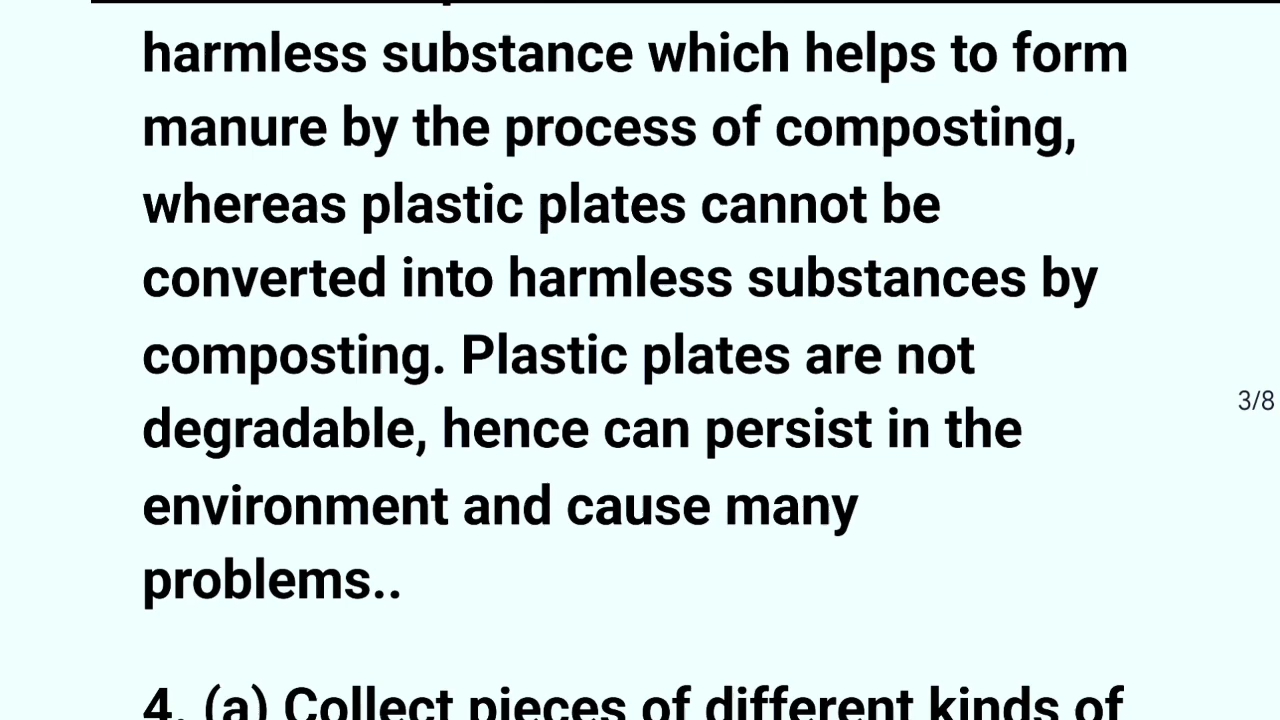 harmless substance which helps to form
manure by the process of composting,
whereas plastic plates cannot be
converted into harmless substances by
composting. Plastic plates are not
degradable, hence can persist in the
environment and cause many
problems..
3/8
4. (a) Collect pieces of different kinds of